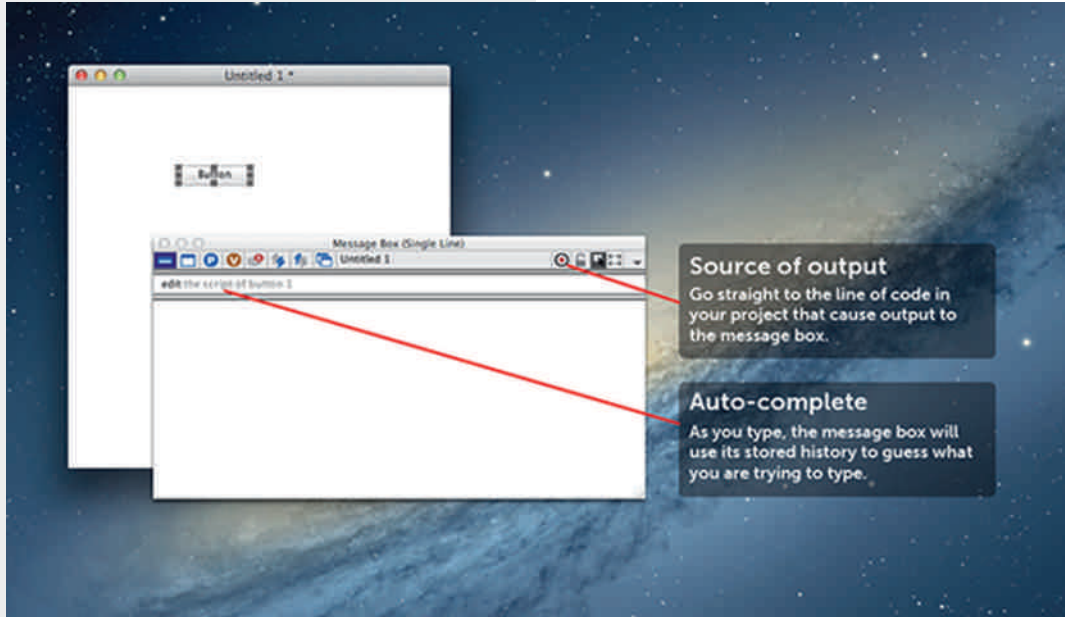 Untitled 1 *
Button
Message Box (Single Line)
P V Untitled 1
edit the script of button 1
Source of output
Go straight to the line of code in
your project that cause output to
the message box.
Auto-complete
As you type, the message box will
use its stored history to guess what
you are trying to type.